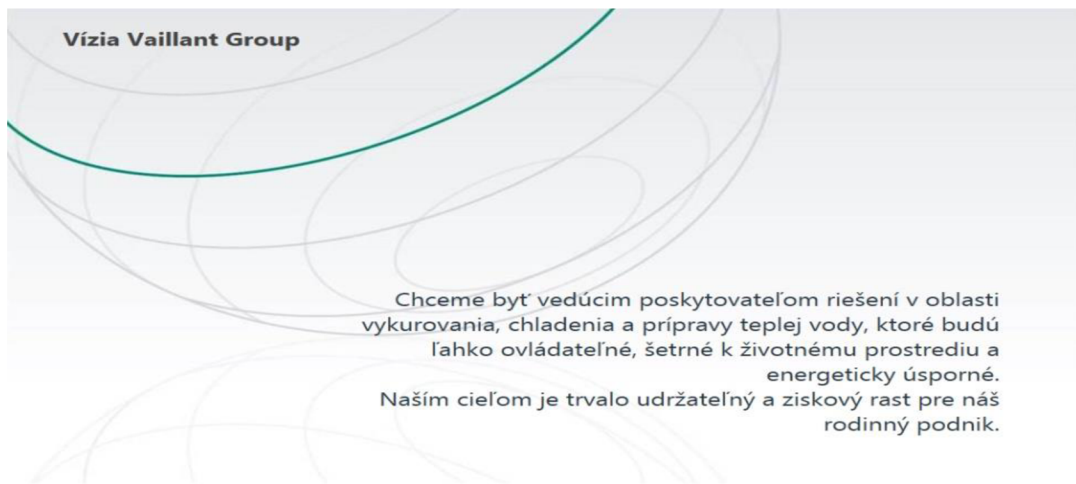 Vízia Vaillant Group
Chceme byť vedúcim poskytovateľom riešení v oblasti
vykurovania, chladenia a prípravy teplej vody, ktoré budú
ľahko ovládateľné, šetrné k životnému prostrediu a
energeticky úsporné.
Naším cieľom je trvalo udržateľný a ziskový rast pre náš
rodinný podnik.